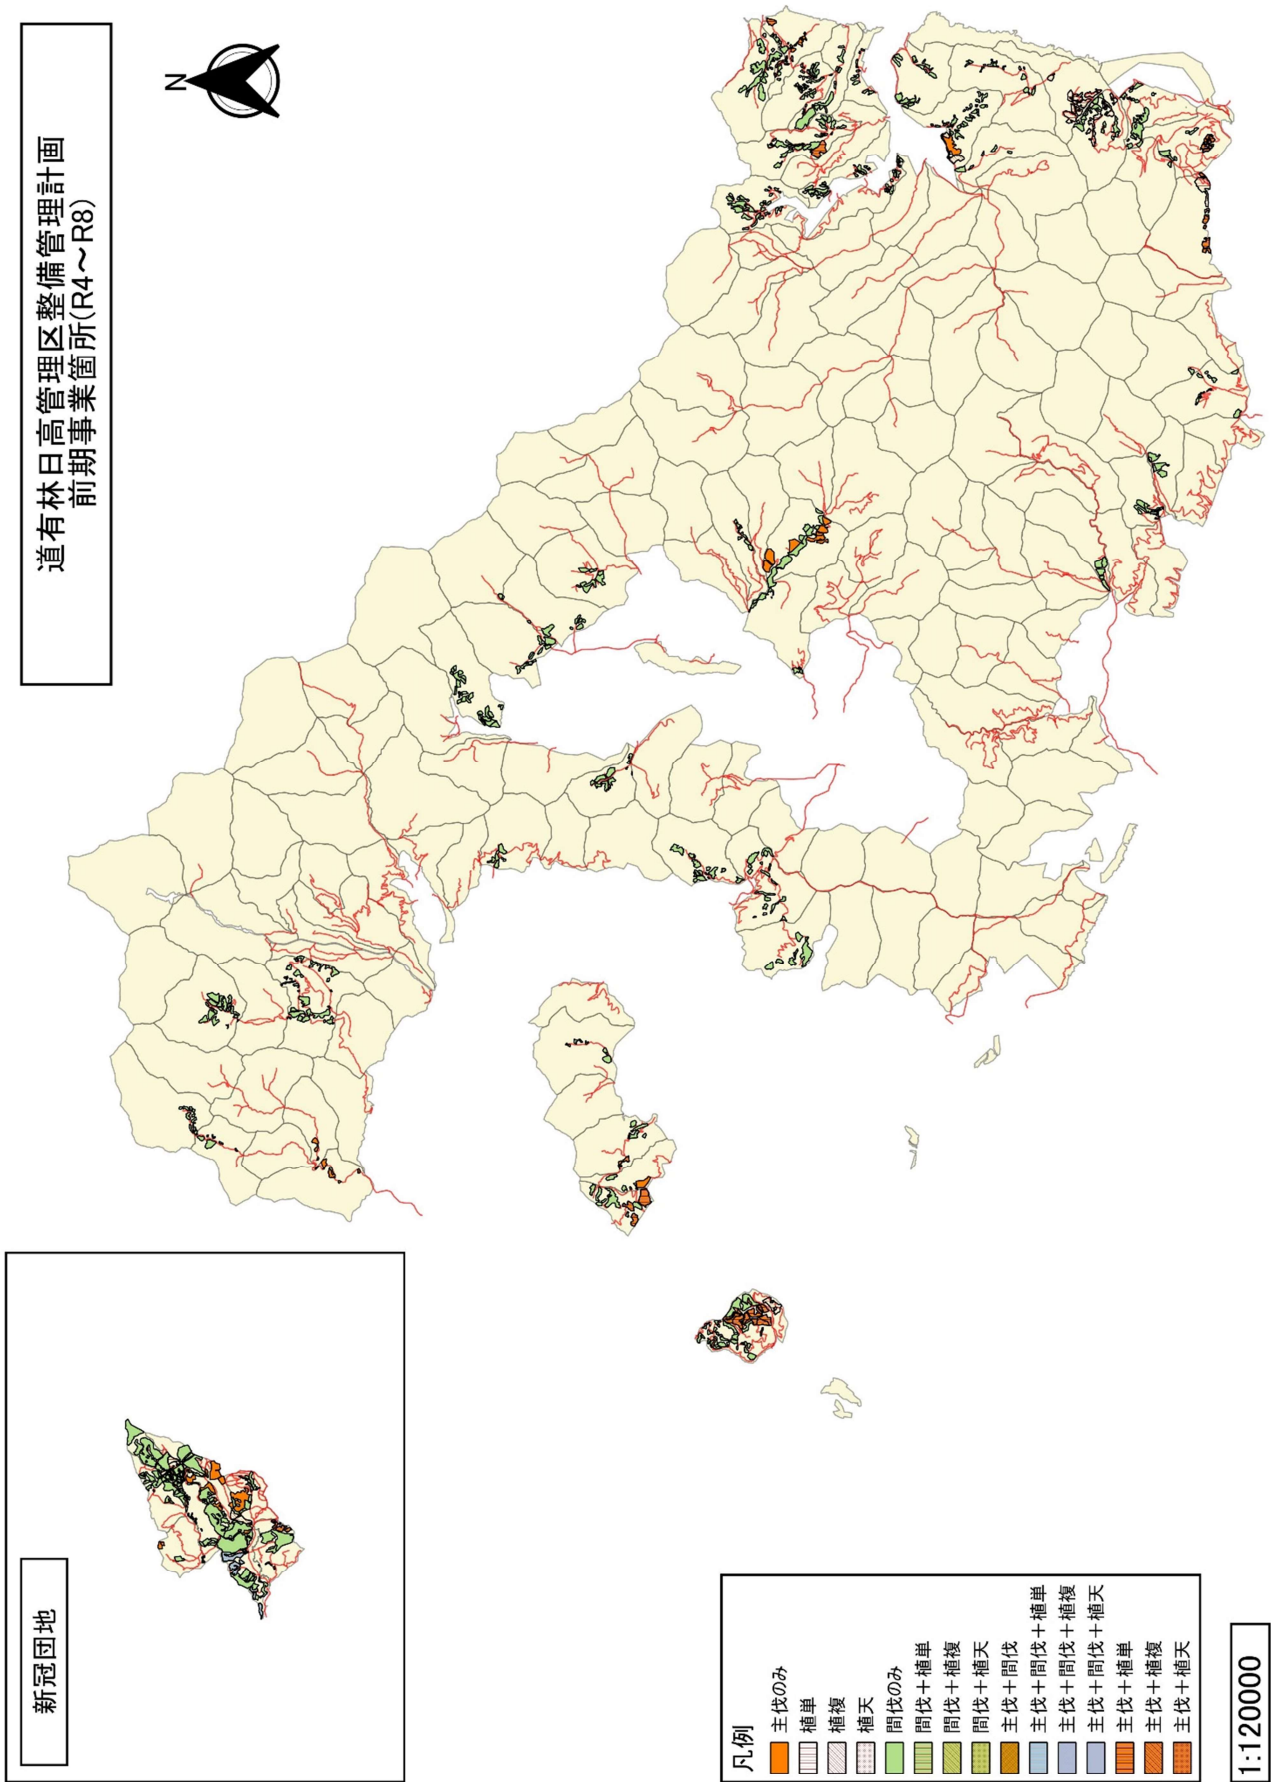 道有林日高管理区整備管理計画
前期事業箇所(R4～R8)
N
新冠団地
凡例
主伐のみ
植単
植複
植天
間伐のみ
間伐＋植単
間伐＋植複
間伐＋植天
主伐＋間伐
主伐＋間伐＋植単
主伐＋間伐＋植複
主伐＋間伐＋植天
主伐＋植単
主伐＋植複
主伐＋植天
1:120000